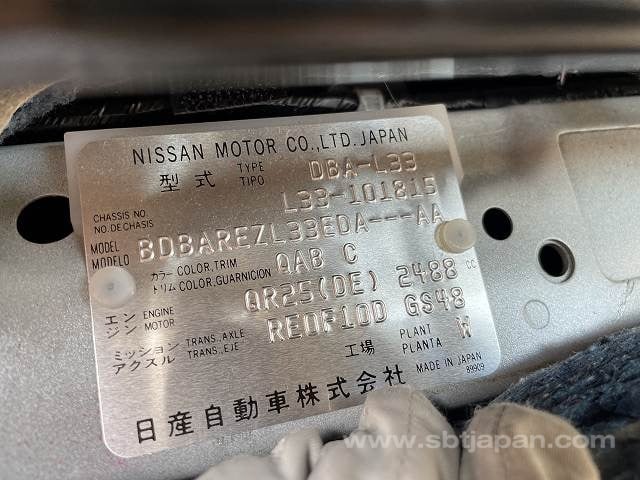 NISSAN MOTOR CO.,LTD.JAPAN
型式 TYPE TIPO DBA-L33
CHASSIS NO. NO.DE CHASIS L33-101815
MODEL MODELO BDBAREZL33EDA---AA
カラー COLOR,TRIM トリム COLOR,GUARNICION QAB C
エンジン ENGINE MOTOR QR25(DE) 2488 CC
ミッション アクスル TRANS.,AXLE TRANS.,EJE RE0F10D GS48
工場 PLANT PLANTA W
日産自動車株式会社 MADE IN JAPAN
89909
www.sbtjapan.com